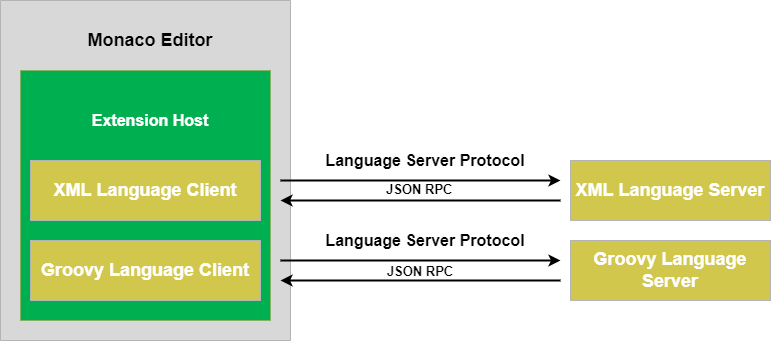 Monaco Editor
Extension Host
XML Language Client
Language Server Protocol
JSON RPC
XML Language Server
Groovy Language Client
Language Server Protocol
JSON RPC
Groovy Language
Server